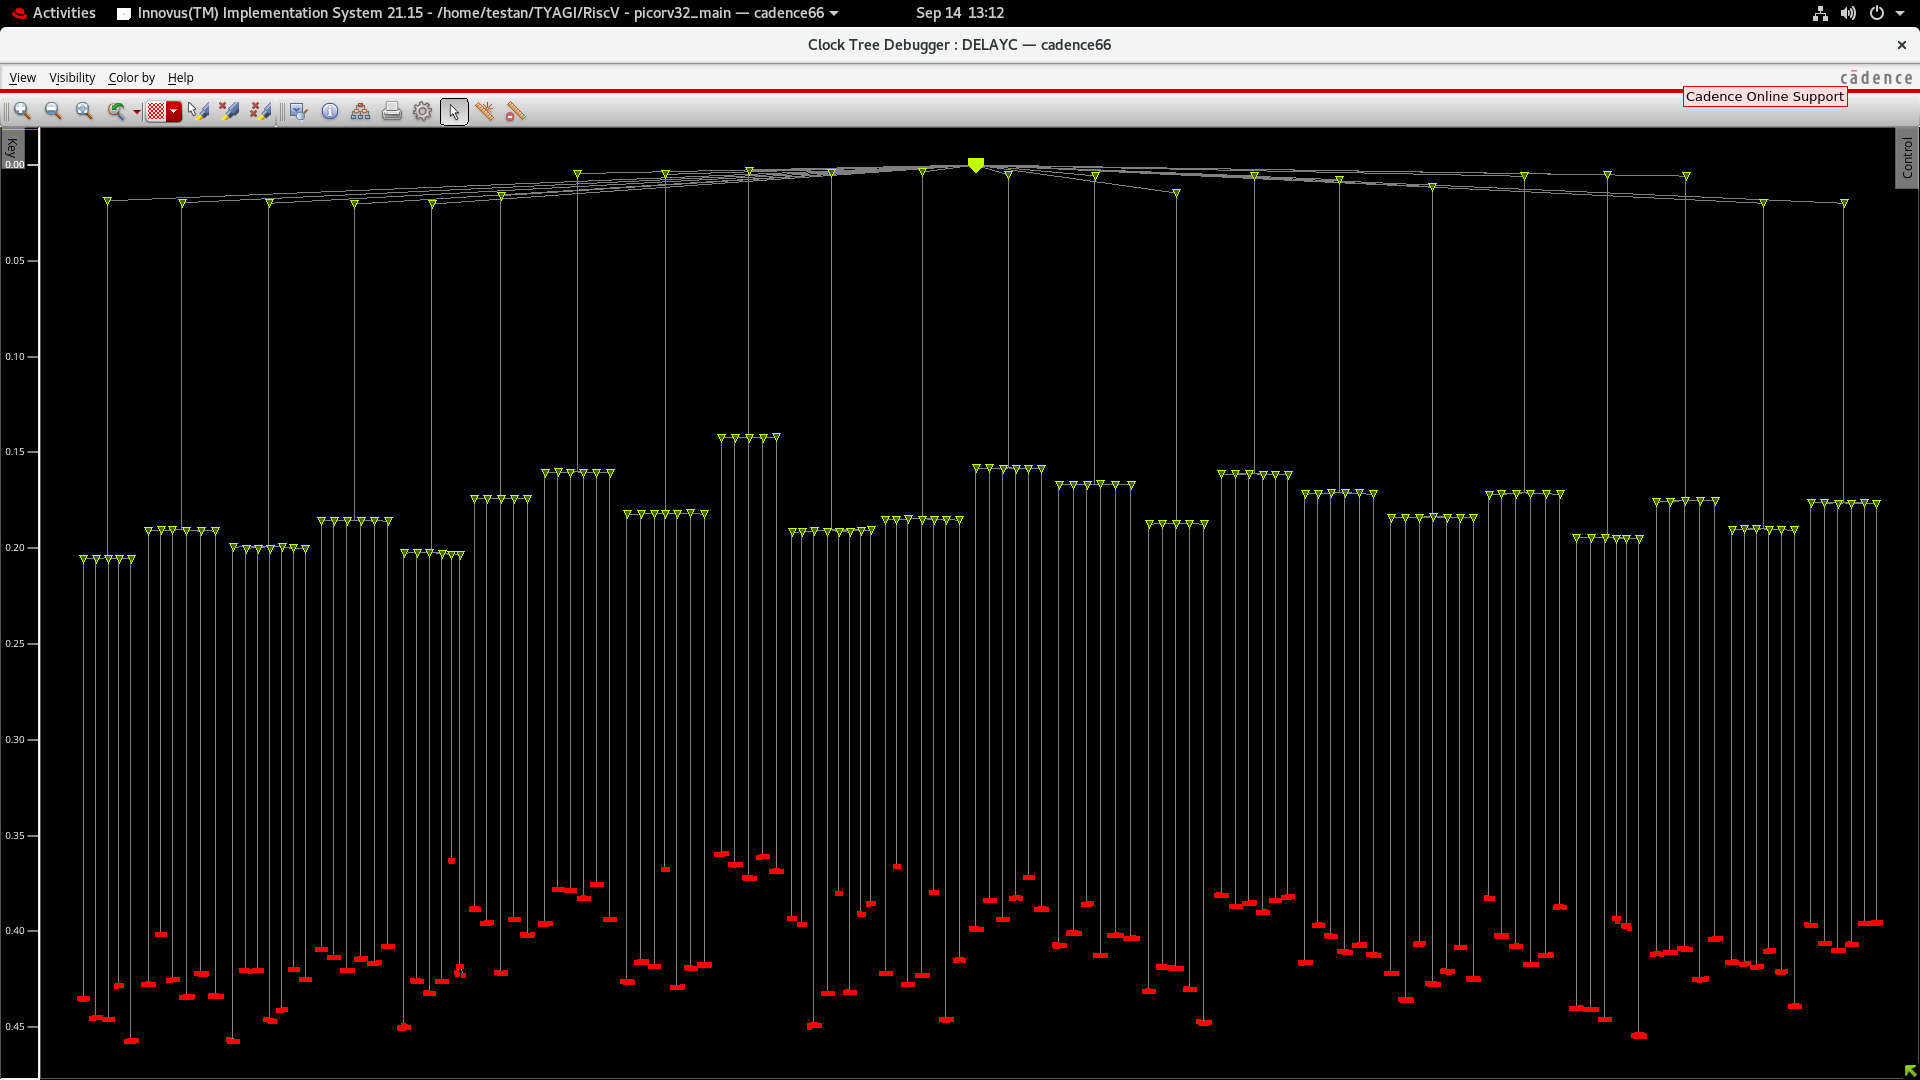 Activities
Innovus(TM) Implementation System 21.15 - /home/testan/TYAGI/RiscV - picorv32_main — cadence66
Sep 14 13:12
Clock Tree Debugger : DELAYC — cadence66
View Visibility Color by Help
cādence
Cadence Online Support
Key
Control
0.00
0.05
0.10
0.15
0.20
0.25
0.30
0.35
0.40
0.45